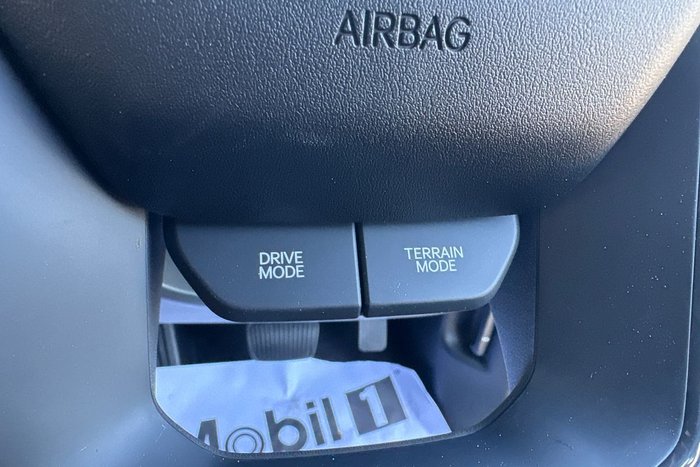 AIRBAG
DRIVE
MODE
TERRAIN
MODE
Mobil 1